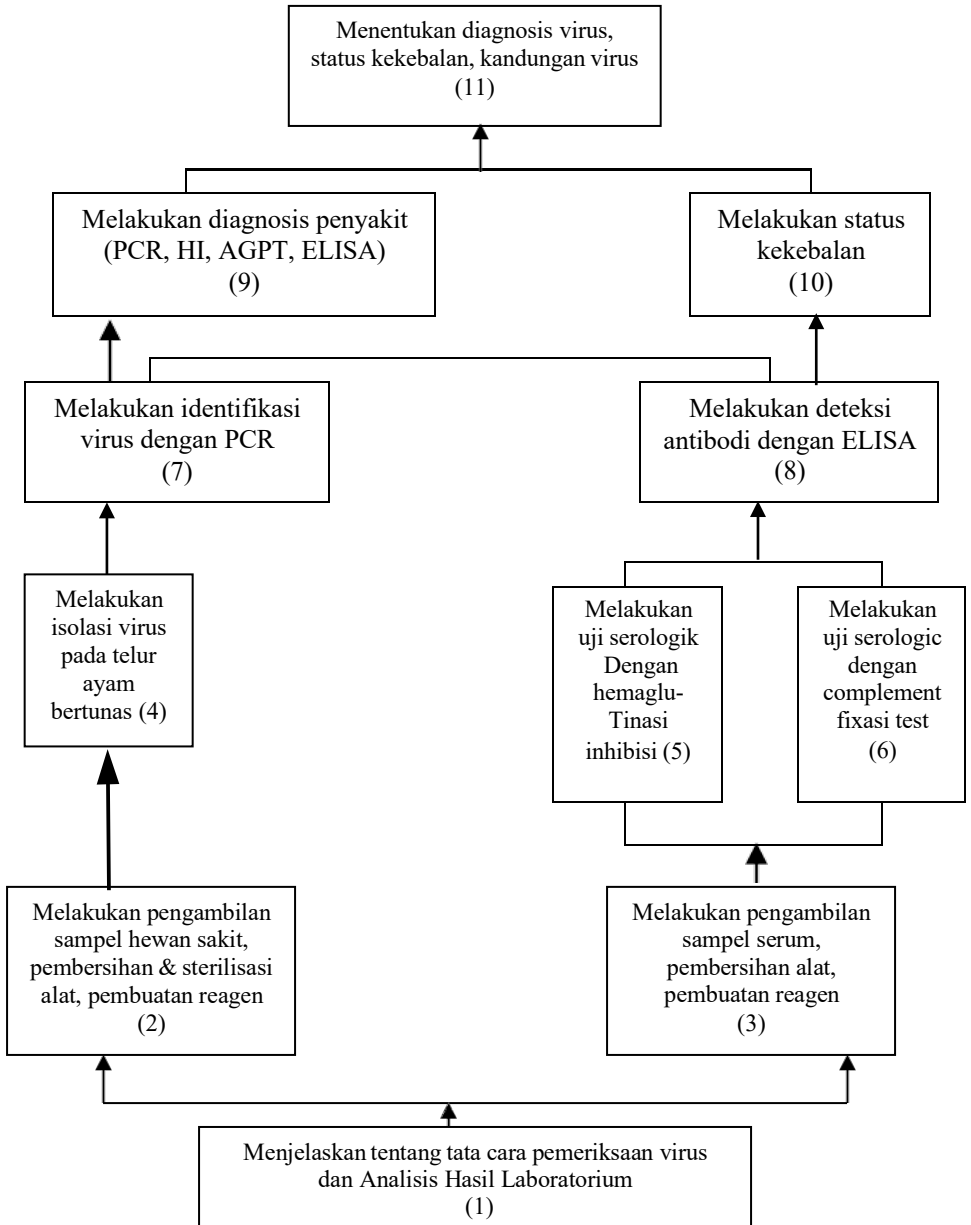 Menentukan diagnosis virus,
status kekebalan, kandungan virus
(11)
Melakukan diagnosis penyakit
(PCR, HI, AGPT, ELISA)
(9)
Melakukan status
kekebalan
(10)
Melakukan identifikasi
virus dengan PCR
(7)
Melakukan deteksi
antibodi dengan ELISA
(8)
Melakukan
isolasi virus
pada telur
ayam
bertunas (4)
Melakukan
uji serologik
Dengan
hemaglu-
Tinasi
inhibisi (5)
Melakukan
uji serologic
dengan
complement
fixasi test
(6)
Melakukan pengambilan
sampel hewan sakit,
pembersihan & sterilisasi
alat, pembuatan reagen
(2)
Melakukan pengambilan
sampel serum,
pembersihan alat,
pembuatan reagen
(3)
Menjelaskan tentang tata cara pemeriksaan virus
dan Analisis Hasil Laboratorium
(1)